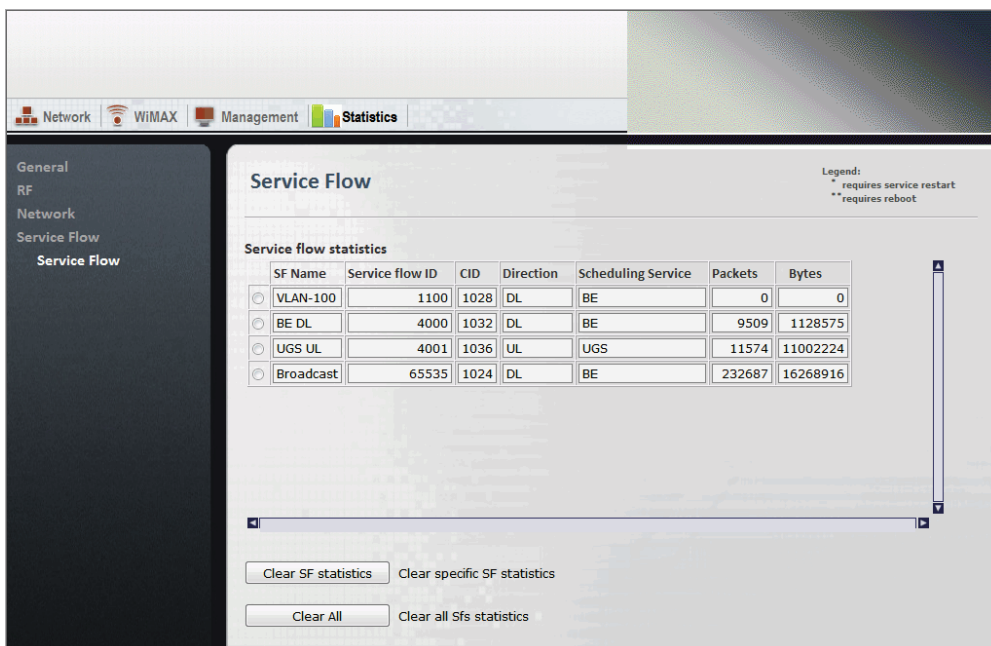 Network WiMAX Management Statistics
General
RF
Network
Service Flow
Service Flow
Service Flow
Legend:
* requires service restart
**requires reboot
Service flow statistics
SF Name Service flow ID CID Direction Scheduling Service Packets Bytes
VLAN-100 1100 1028 DL BE 0 0
BE DL 4000 1032 DL BE 9509 1128575
UGS UL 4001 1036 UL UGS 11574 11002224
Broadcast 65535 1024 DL BE 232687 16268916
Clear SF statistics Clear specific SF statistics
Clear All Clear all Sfs statistics